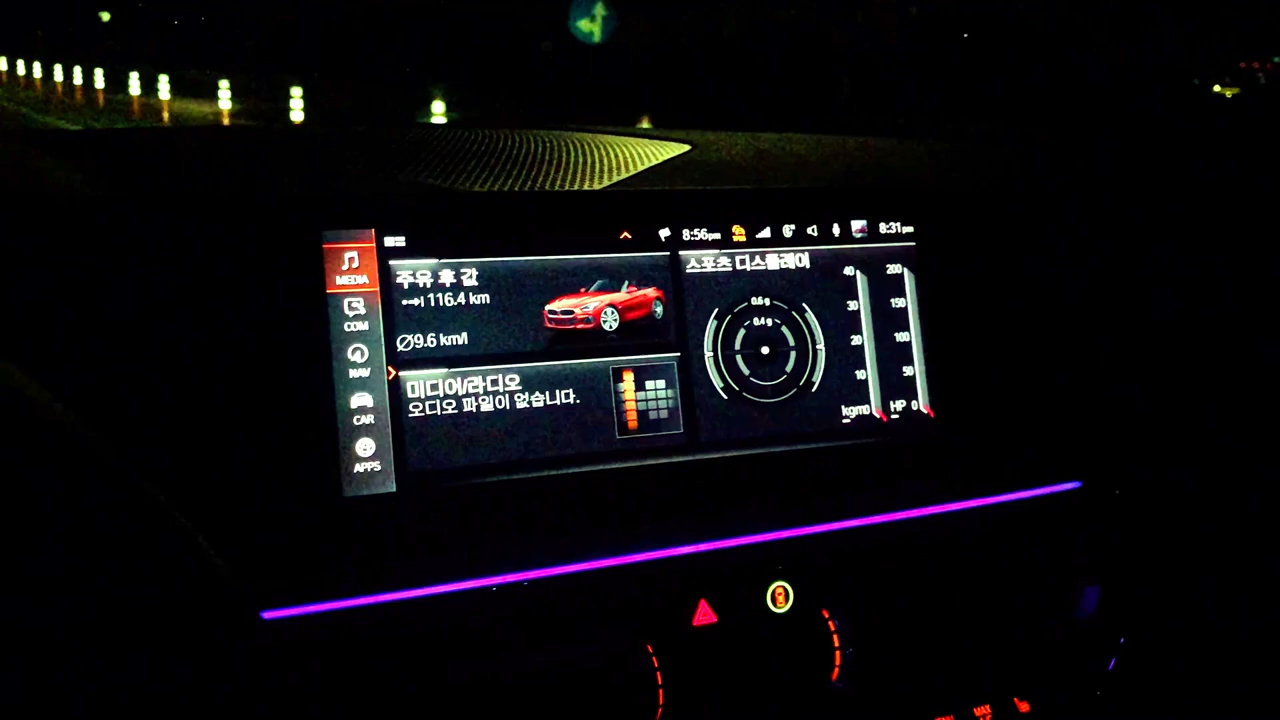 8:56pm
8:31pm
MEDIA
COM
NAV
CAR
APPS
주유 후 값
116.4 km
Ø9.6 km/l
미디어/라디오
오디오 파일이 없습니다.
스포츠 디스플레이
0.6 g
0.4 g
40
30
20
10
kgm0
200
150
100
50
HP 0
MAX